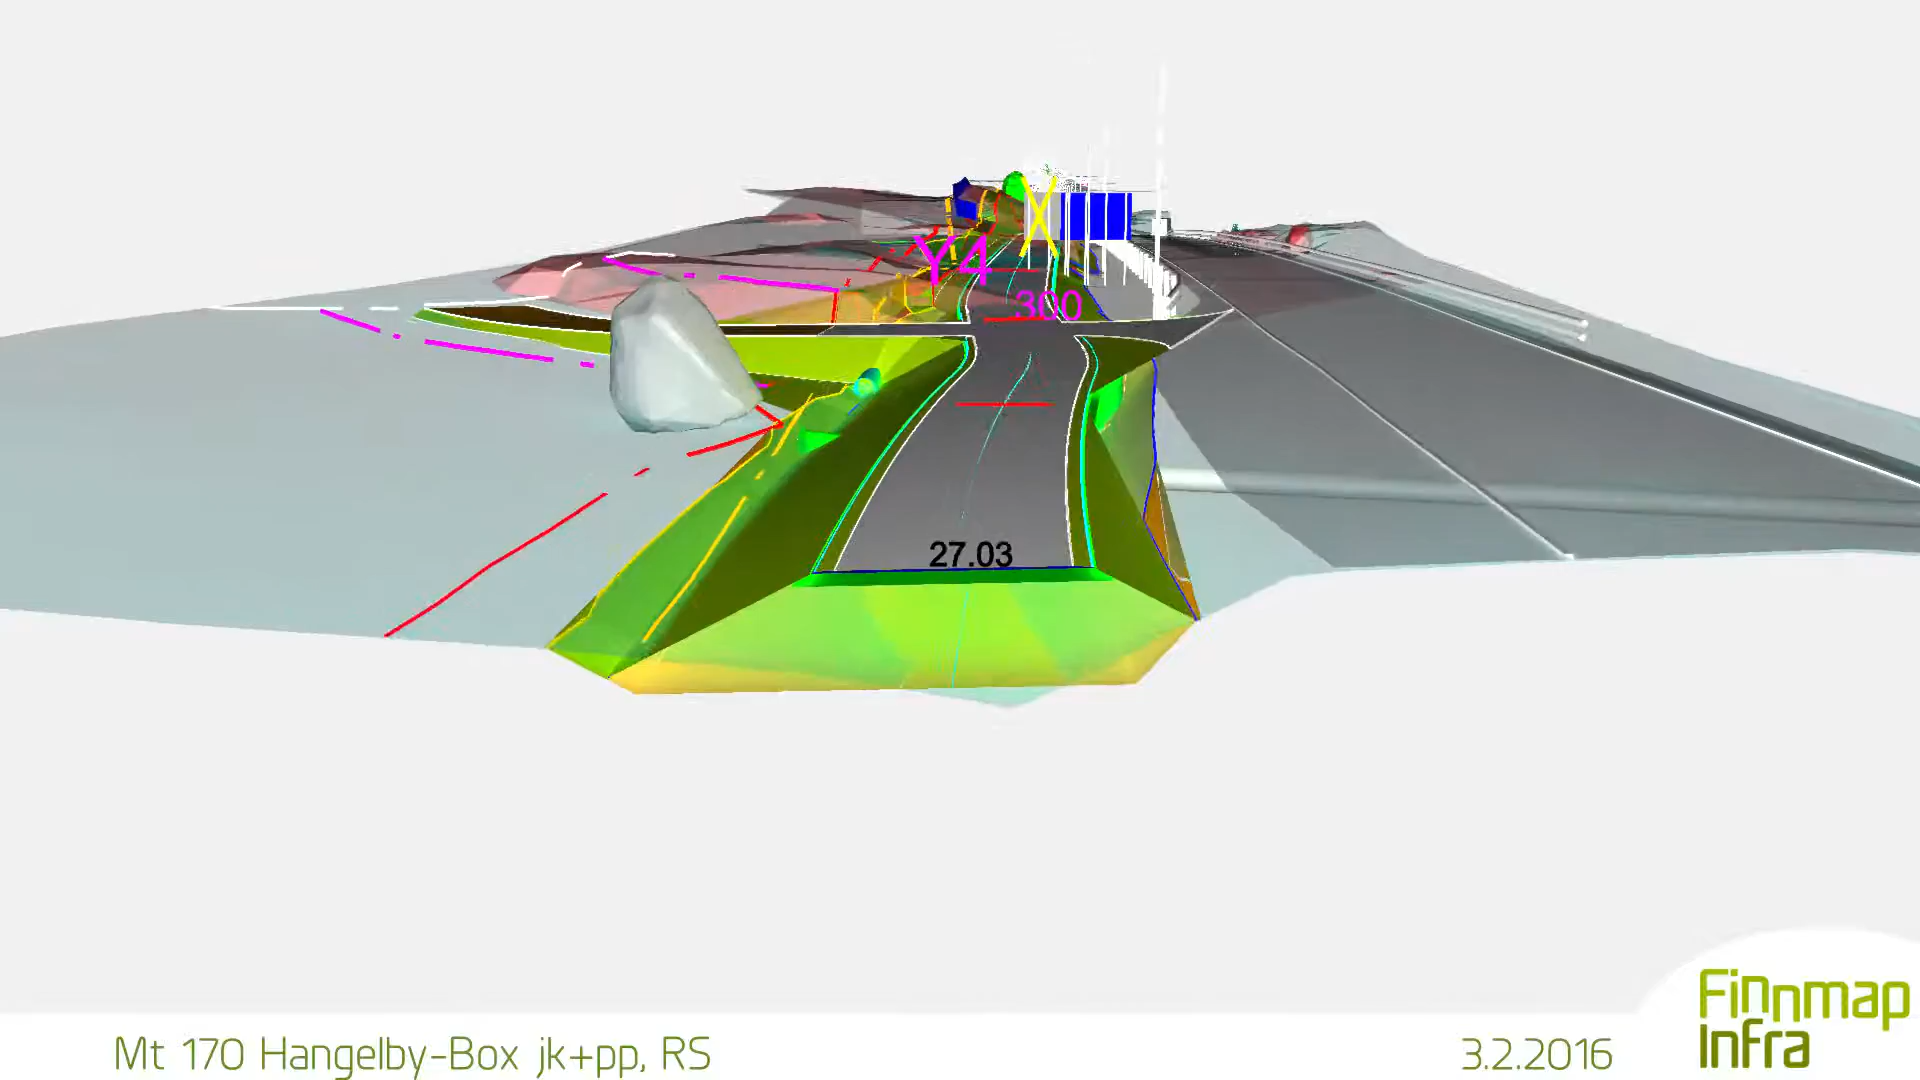 Y4
300
27.03
Mt 170 Hangelby-Box jk+pp, RS
3.2.2016
Finnmap
Infra